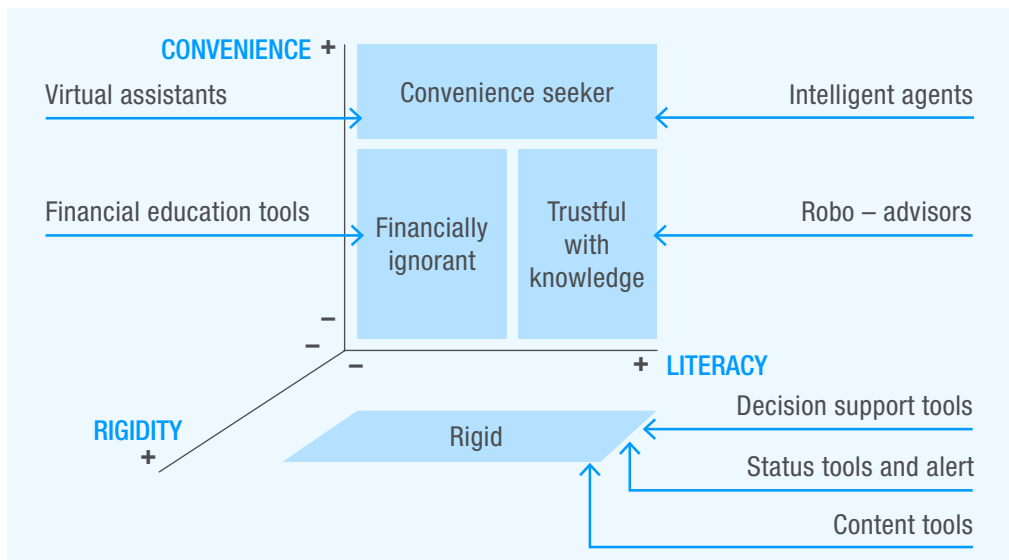 CONVENIENCE +
Virtual assistants
Convenience seeker
Intelligent agents
Financial education tools
Financially
ignorant
Trustful
with
knowledge
Robo – advisors
–
–
–
+ LITERACY
RIGIDITY
+
Rigid
Decision support tools
Status tools and alert
Content tools